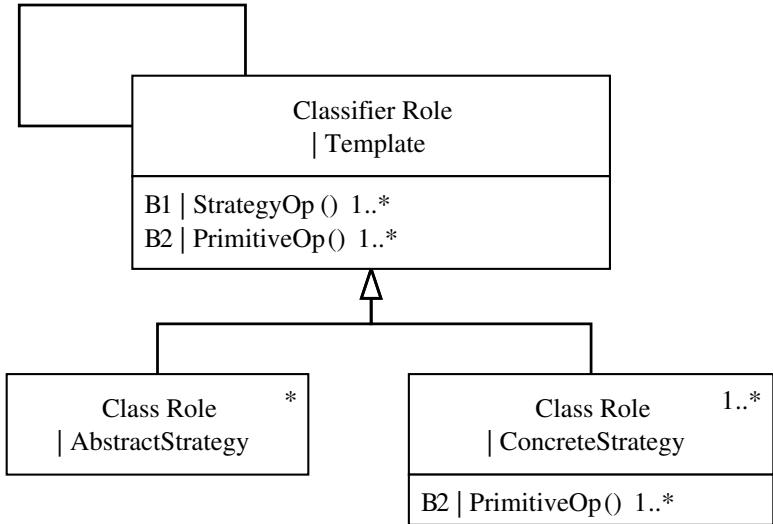 Classifier Role
| Template
B1 | StrategyOp () 1..*
B2 | PrimitiveOp() 1..*
Class Role *
| AbstractStrategy
Class Role 1..*
| ConcreteStrategy
B2 | PrimitiveOp() 1..*